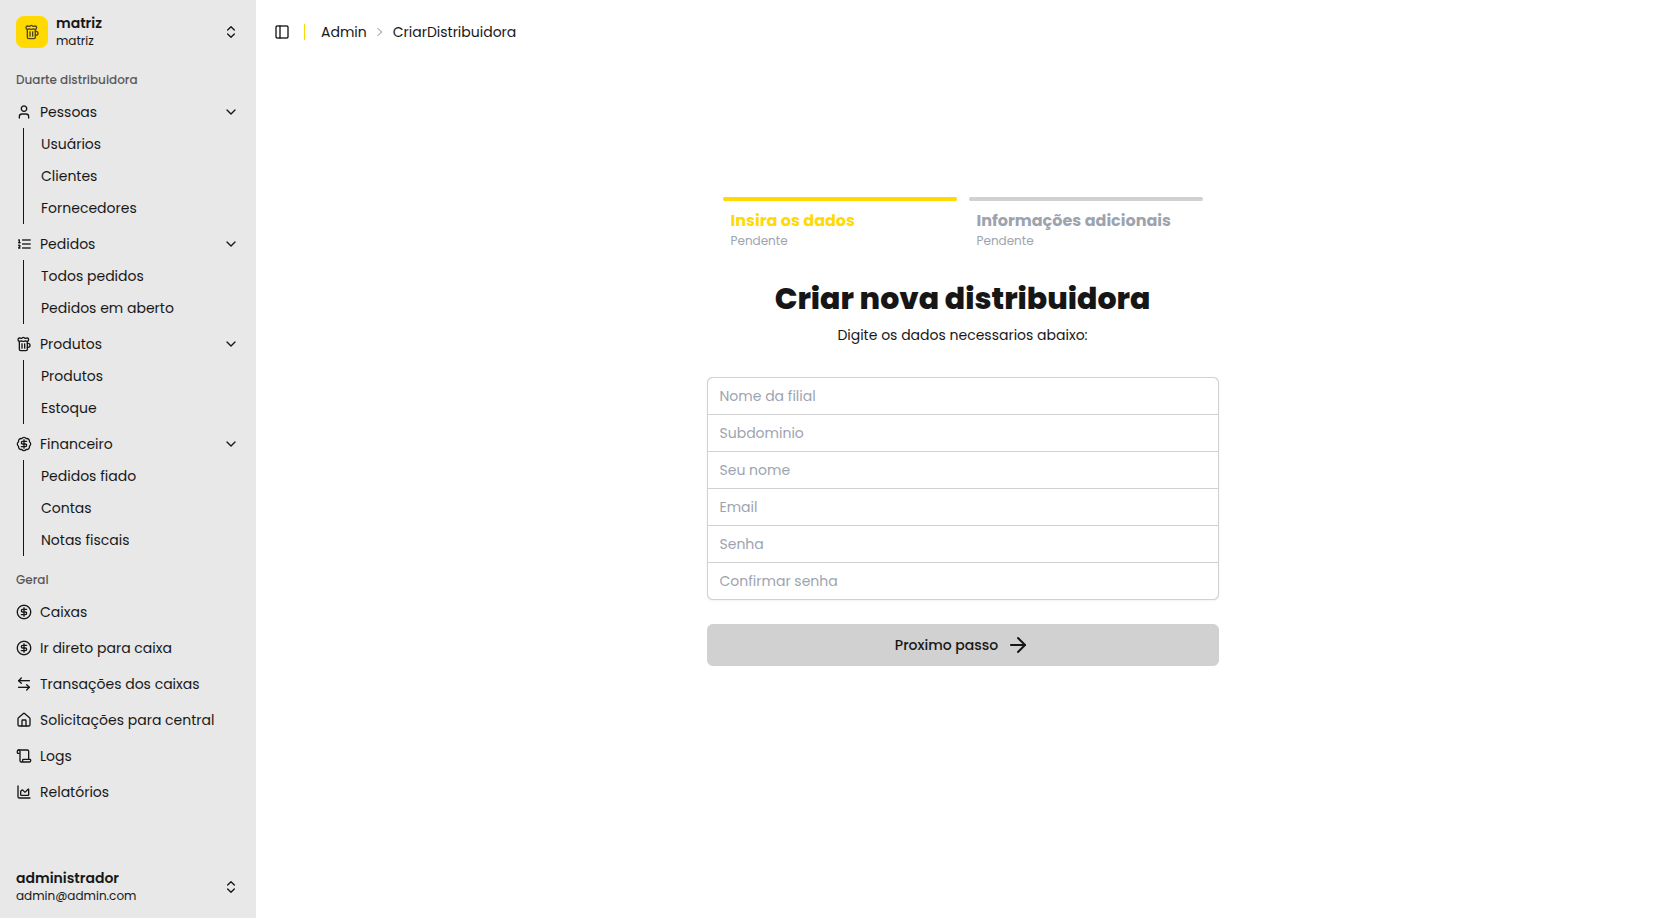 matriz
matriz
Duarte distribuidora
Pessoas
Usuários
Clientes
Fornecedores
Pedidos
Todos pedidos
Pedidos em aberto
Produtos
Produtos
Estoque
Financeiro
Pedidos fiado
Contas
Notas fiscais
Geral
Caixas
Ir direto para caixa
Transações dos caixas
Solicitações para central
Logs
Relatórios
administrador
admin@admin.com
Admin > CriarDistribuidora
Insira os dados
Pendente
Informações adicionais
Pendente
Criar nova distribuidora
Digite os dados necessarios abaixo:
Nome da filial
Subdominio
Seu nome
Email
Senha
Confirmar senha
Proximo passo